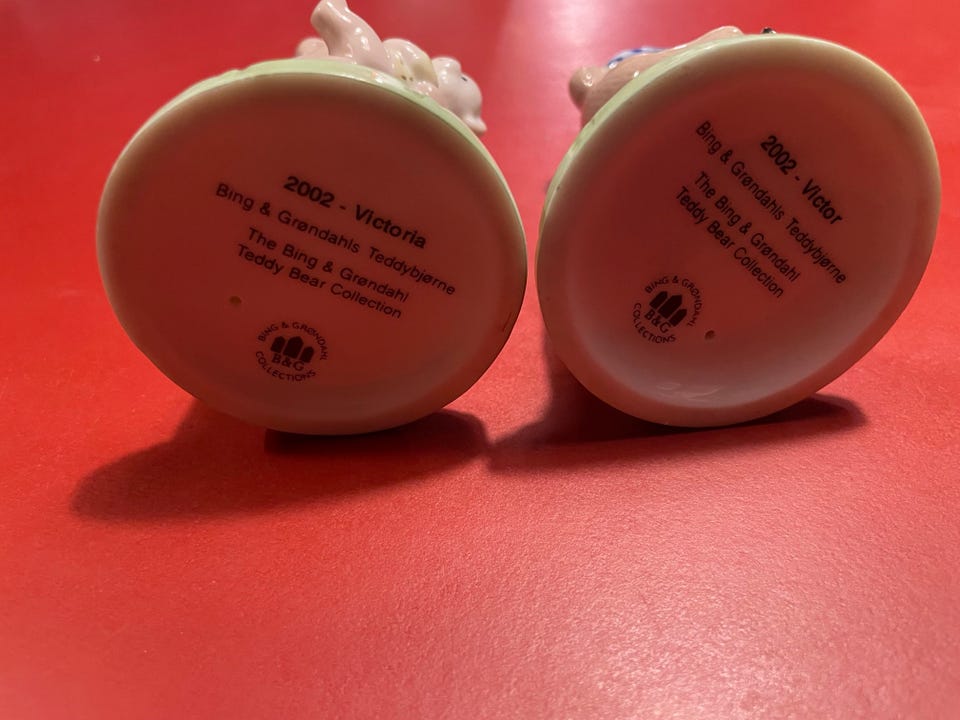 2002 - Victoria
Bing & Grøndahls Teddybjørne
The Bing & Grøndahl
Teddy Bear Collection
BING & GRØNDAHL
B&G
COLLECTIONS
2002 - Victor
Bing & Grøndahls Teddybjørne
The Bing & Grøndahl
Teddy Bear Collection
BING & GRØNDAHL
B&G
COLLECTIONS